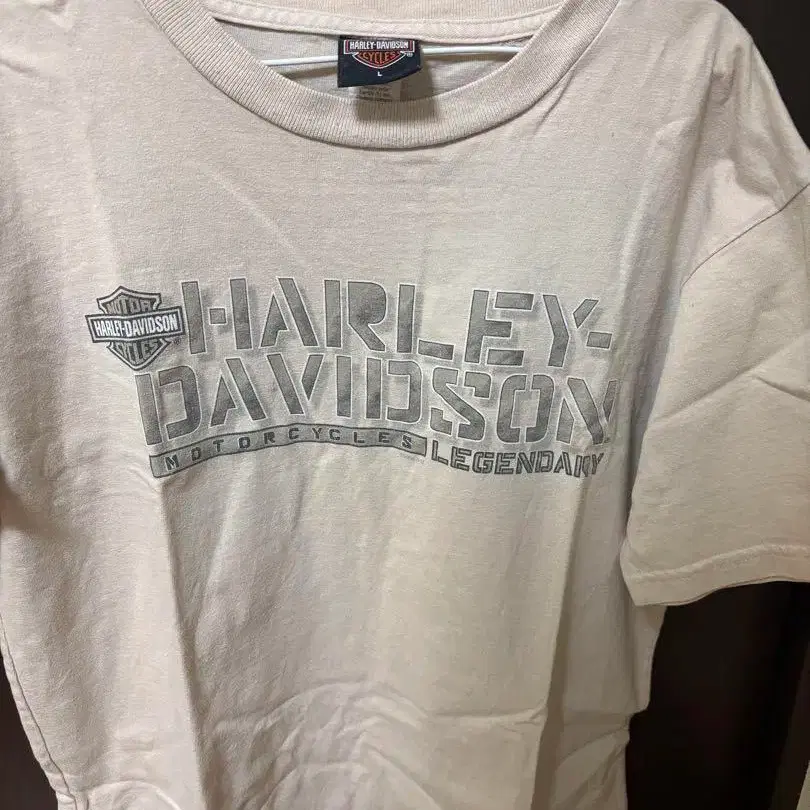 HARLEY-DAVIDSON
CYCLES
L
MOTOR
HARLEY-DAVIDSON
CYCLES
HARLEY-
DAVIDSON
MOTORCYCLES
LEGENDARY